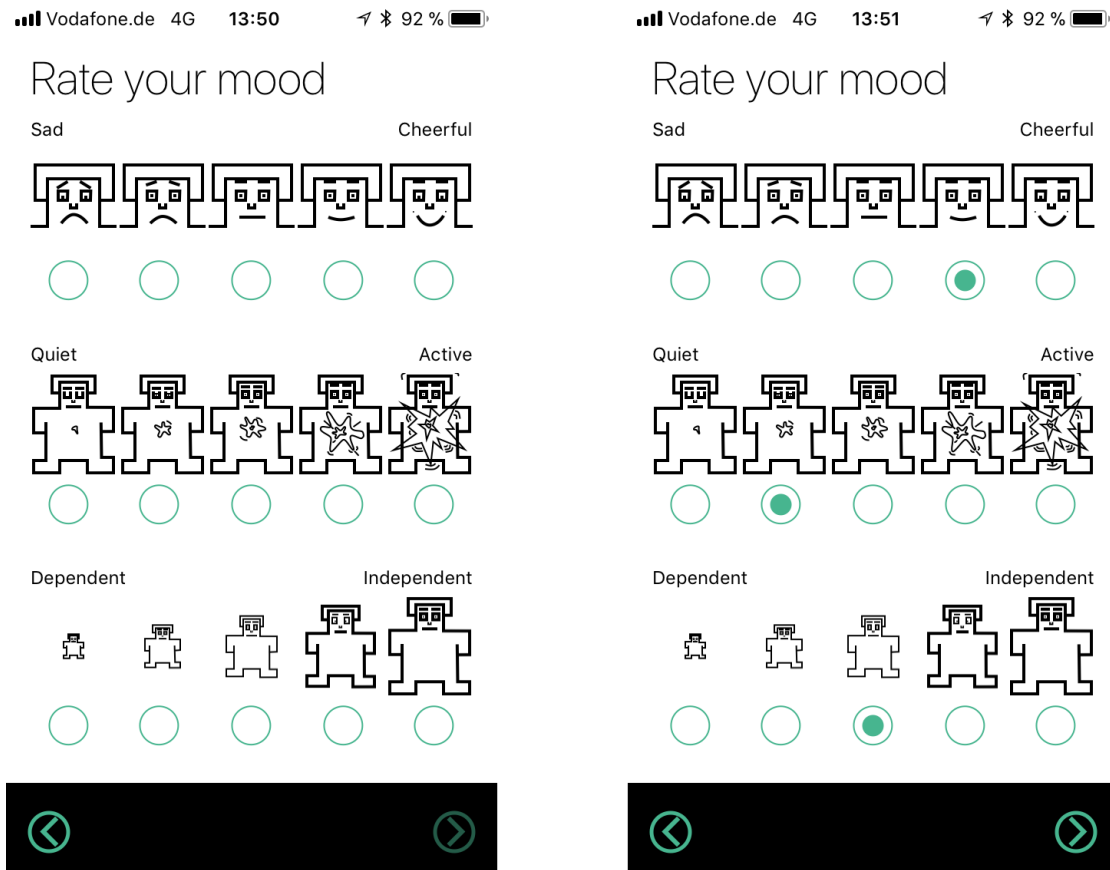 Vodafone.de 4G 13:50 92 %
Rate your mood
Sad Cheerful
Quiet Active
Dependent Independent
Vodafone.de 4G 13:51 92 %
Rate your mood
Sad Cheerful
Quiet Active
Dependent Independent